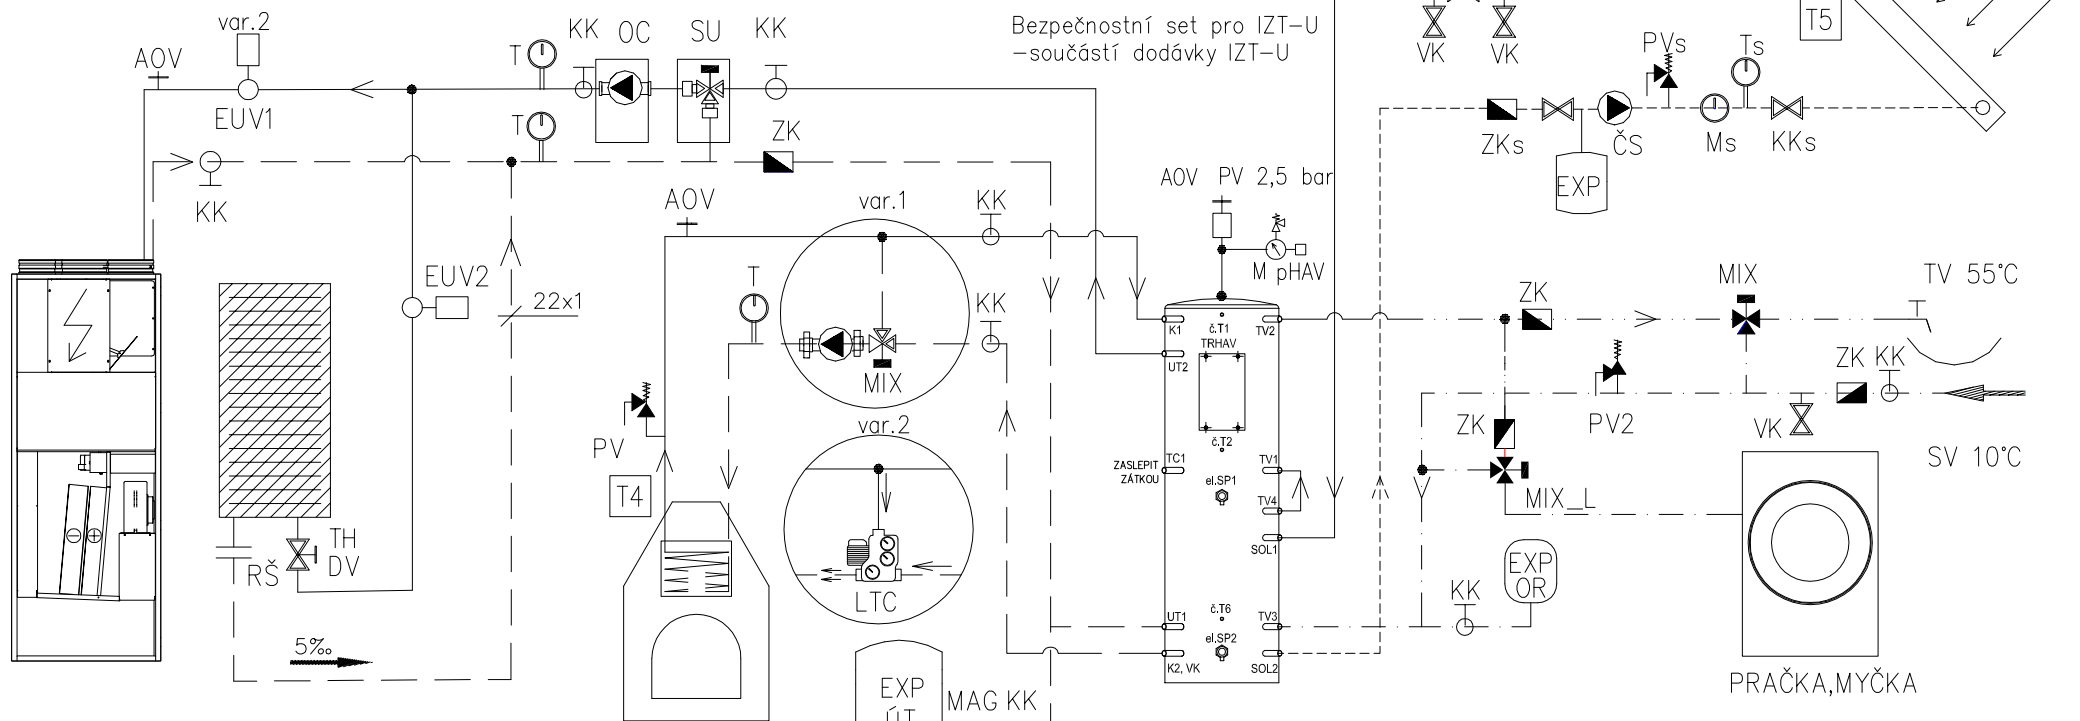 var.2
AOV
EUV1
T
T
KK
OC
SU
KK
ZK
KK
Bezpečnostní set pro IZT-U
-součástí dodávky IZT-U
VK
VK
T5
PVs
Ts
ZKs
ČS
Ms
KKs
EXP
AOV PV 2,5 bar
M pHAV
AOV
var.1
KK
EUV2
22x1
T
KK
MIX
PV
T4
var.2
LTC
TH
DV
RŠ
5‰
EXP
ÚT
MAG KK
K1
UT2
č.T1
TRHAV
TV2
č.T2
TC1
ZASLEPIT
ZÁTKOU
el.SP1
TV1
TV4
SOL1
č.T6
UT1
TV3
el.SP2
K2, VK
SOL2
ZK
MIX
TV 55°C
ZK
KK
PV2
VK
SV 10°C
ZK
MIX_L
KK
EXP
OR
PRAČKA,MYČKA